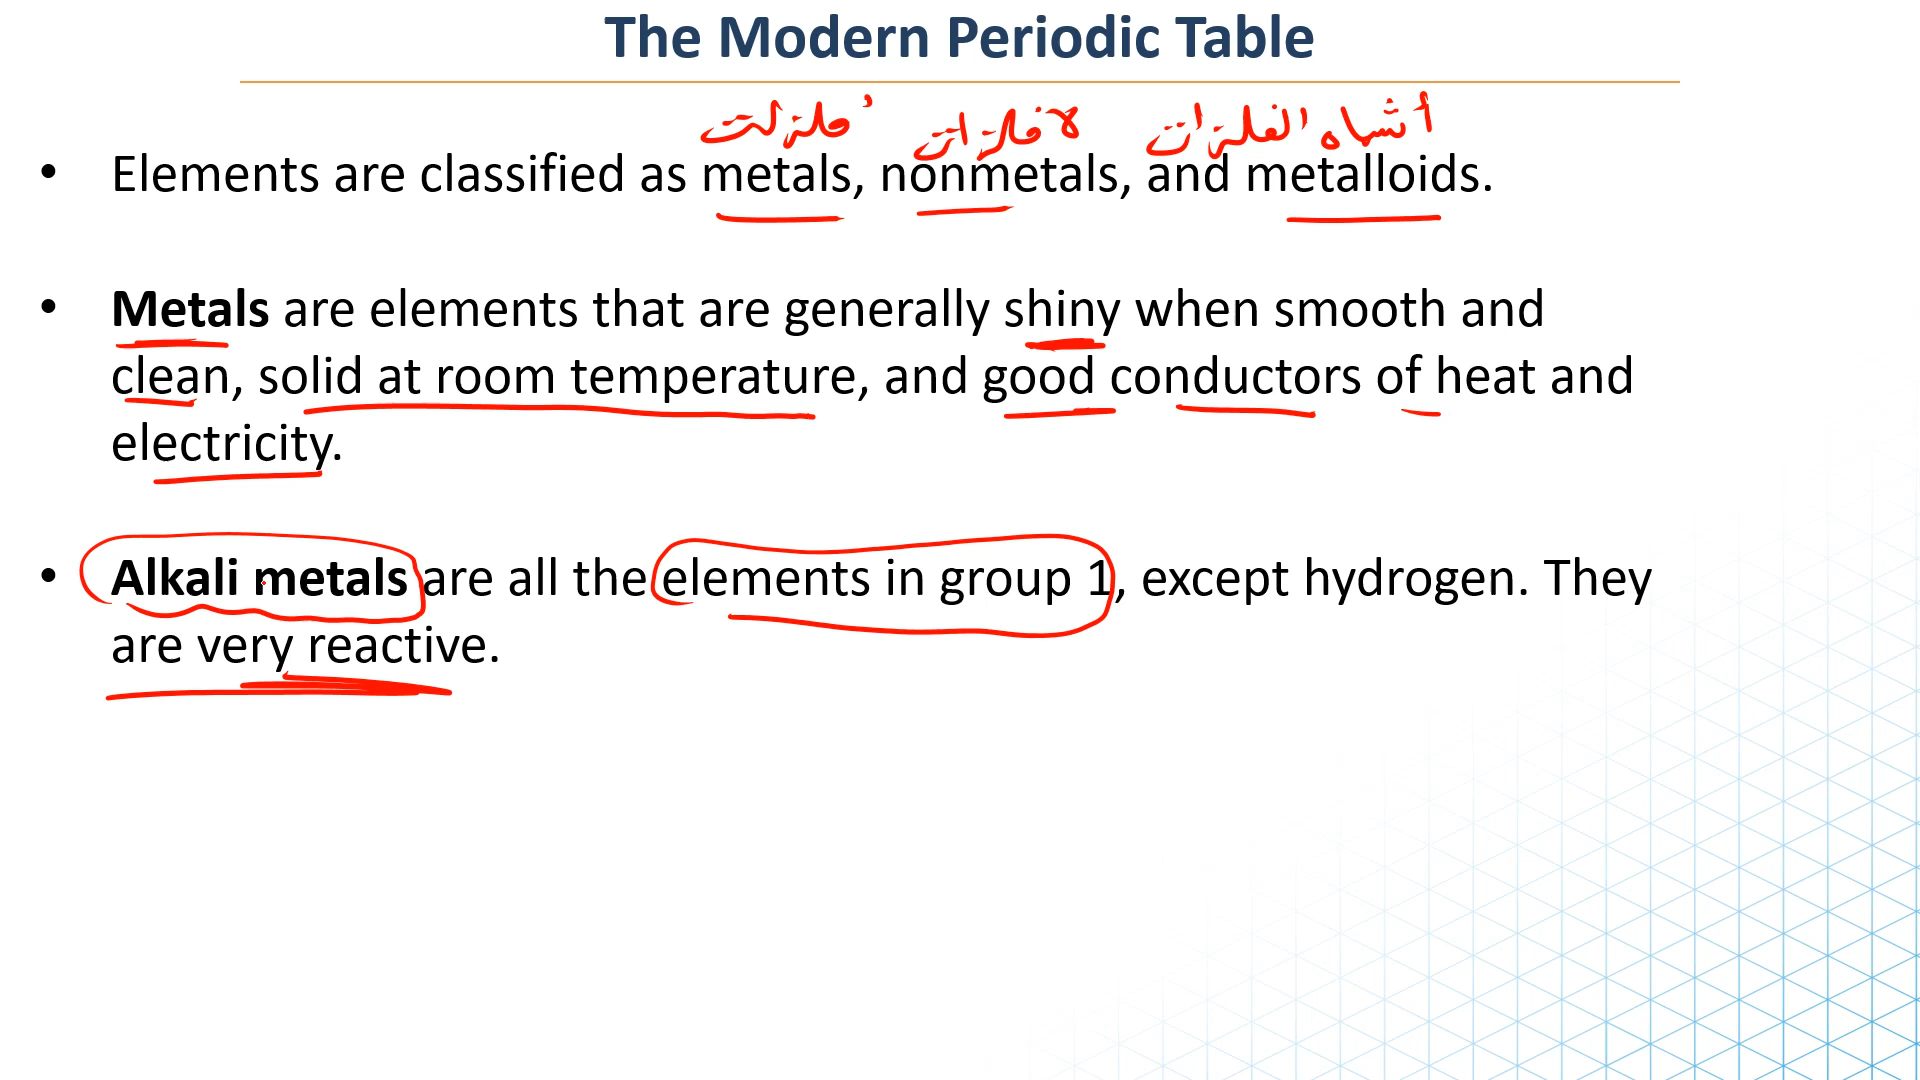 The Modern Periodic Table
فلزات لا فلزات أشباه الفلزات
• Elements are classified as metals, nonmetals, and metalloids.
• Metals are elements that are generally shiny when smooth and
clean, solid at room temperature, and good conductors of heat and
electricity.
• Alkali metals are all the elements in group 1, except hydrogen. They
are very reactive.